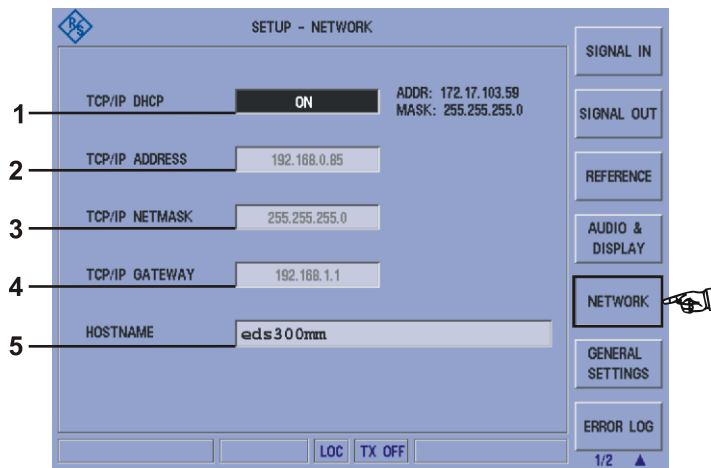 R&S
SETUP - NETWORK
SIGNAL IN
1
TCP/IP DHCP
ON
ADDR: 172.17.103.59
MASK: 255.255.255.0
SIGNAL OUT
2
TCP/IP ADDRESS
192.168.0.85
REFERENCE
3
TCP/IP NETMASK
255.255.255.0
AUDIO &
DISPLAY
4
TCP/IP GATEWAY
192.168.1.1
NETWORK
5
HOSTNAME
eds300mm
GENERAL
SETTINGS
ERROR LOG
LOC
TX OFF
1/2